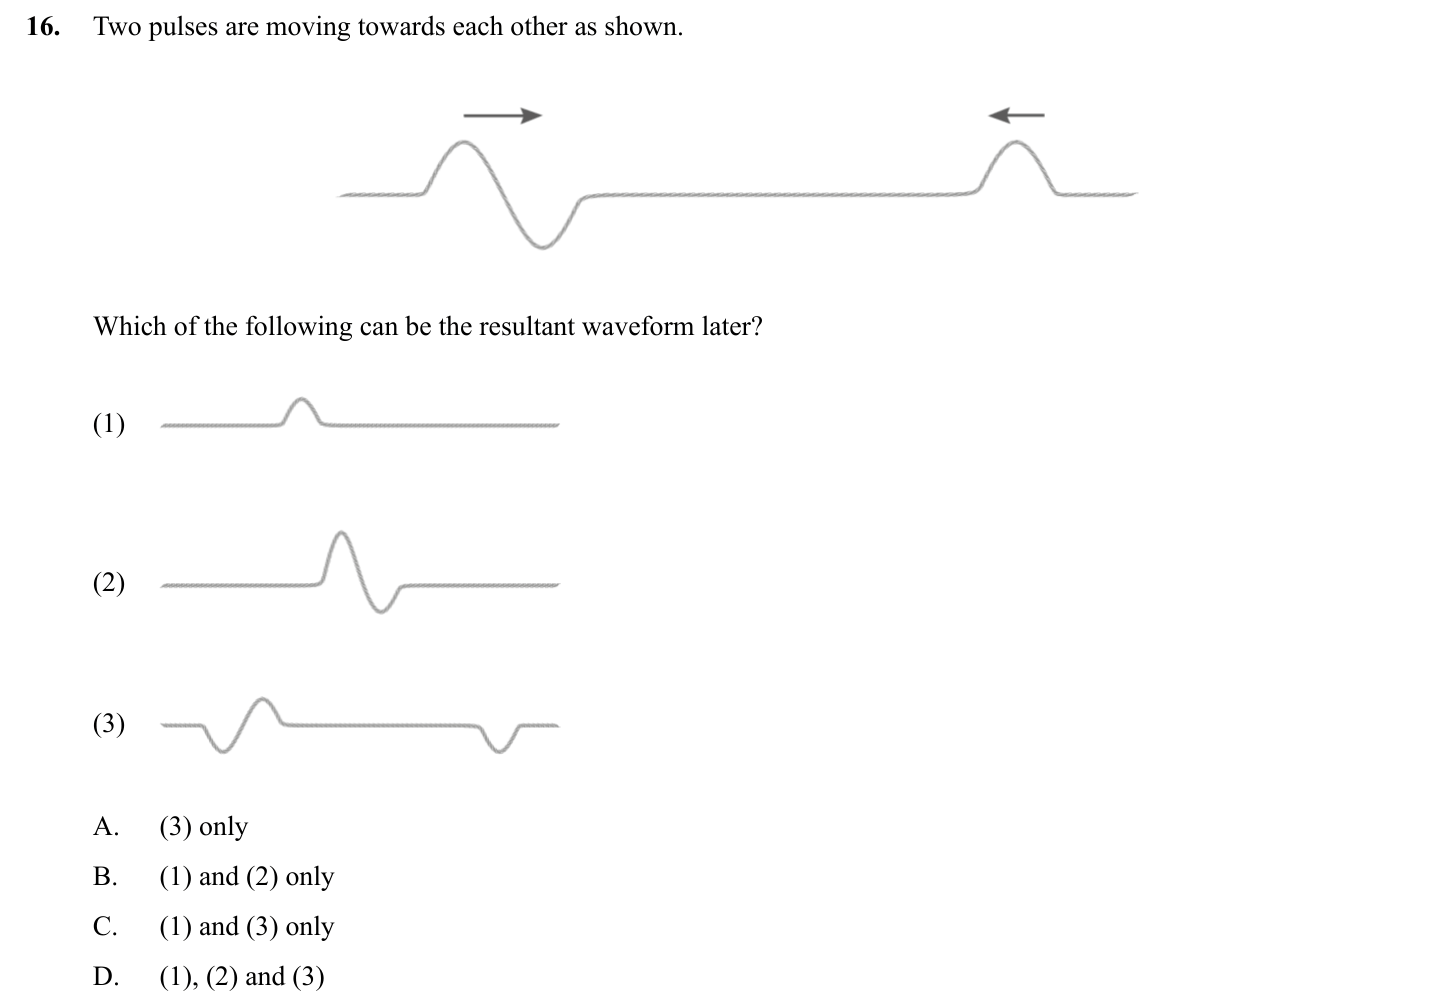 16. Two pulses are moving towards each other as shown.
Which of the following can be the resultant waveform later?
(1)
(2)
(3)
A. (3) only
B. (1) and (2) only
C. (1) and (3) only
D. (1), (2) and (3)